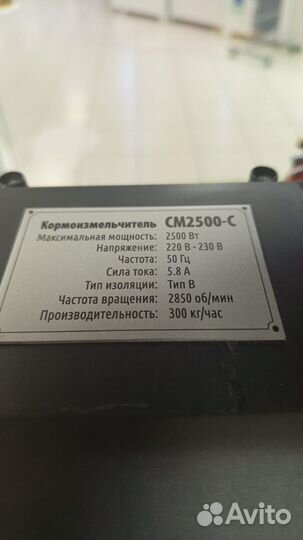 Кормоизмельчитель CM2500-C
Максимальная мощность: 2500 Вт
Напряжение: 220 В - 230 В
Частота: 50 Гц
Сила тока: 5.8 А
Тип изоляции: Тип В
Частота вращения: 2850 об/мин
Производительность: 300 кг/час
Avito